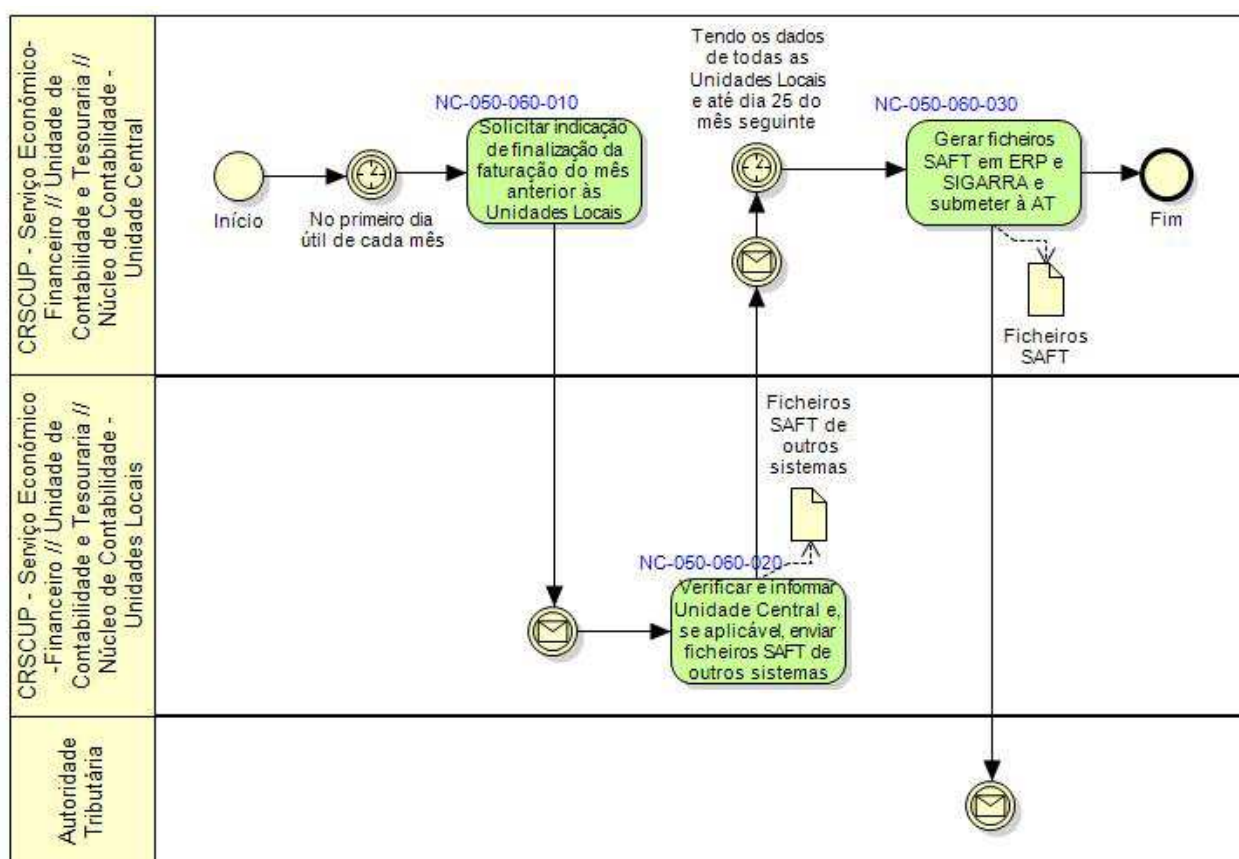 CRSCUP - Serviço Económico-
Financeiro // Unidade de
Contabilidade e Tesouraria //
Núcleo de Contabilidade -
Unidade Central
Início
No primeiro dia
útil de cada mês
NC-050-060-010
Solicitar indicação
de finalização da
faturação do mês
anterior às
Unidades Locais
Tendo os dados
de todas as
Unidades Locais
e até dia 25 do
mês seguinte
NC-050-060-030
Gerar ficheiros
SAFT em ERP e
SIGARRA e
submeter à AT
Fim
Ficheiros
SAFT
CRSCUP - Serviço Económico
-Financeiro // Unidade de
Contabilidade e Tesouraria //
Núcleo de Contabilidade -
Unidades Locais
Ficheiros
SAFT de
outros
sistemas
NC-050-060-020
Verificar e informar
Unidade Central e,
se aplicável, enviar
ficheiros SAFT de
outros sistemas
Autoridade
Tributária